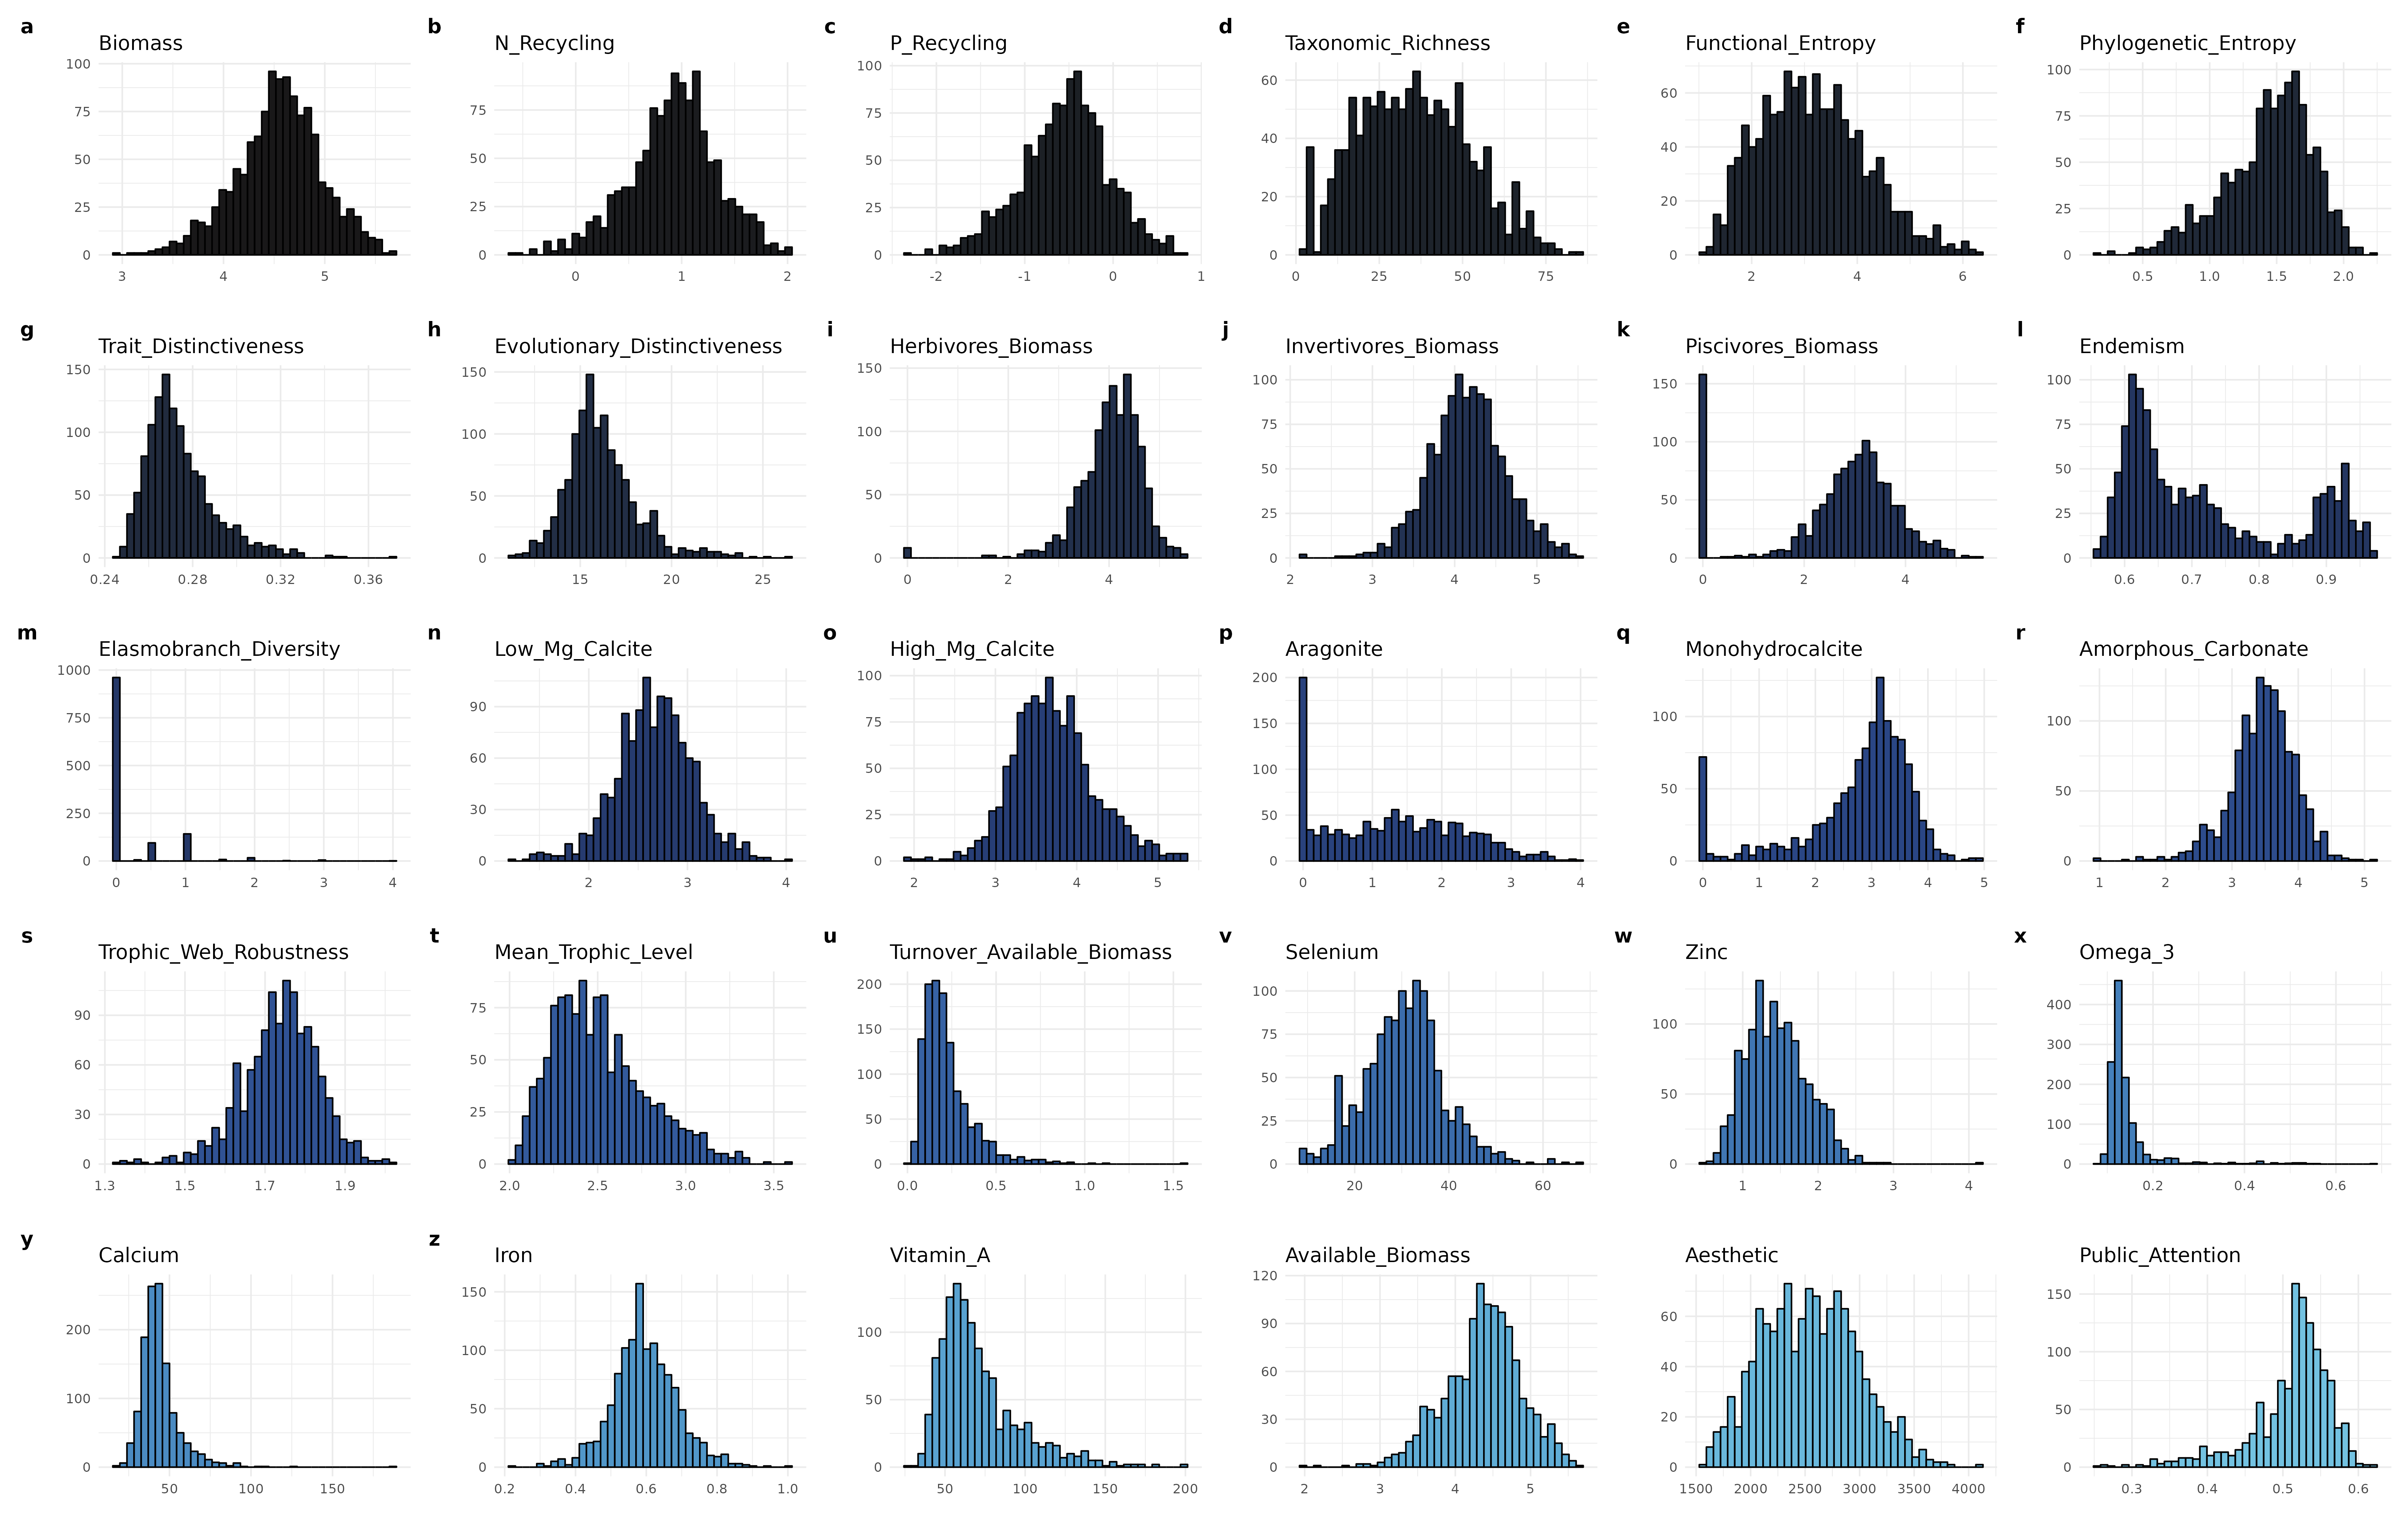 a b c d e f
Biomass N_Recycling P_Recycling Taxonomic_Richness Functional_Entropy Phylogenetic_Entropy
100 75 50 25 0 75 50 25 0 100 75 50 25 0 60 40 20 0 60 40 20 0 100 75 50 25 0
3 4 5 0 1 2 -2 -1 0 1 0 25 50 75 2 4 6 0.5 1.0 1.5 2.0
g h i j k l
Trait_Distinctiveness Evolutionary_Distinctiveness Herbivores_Biomass Invertivores_Biomass Piscivores_Biomass Endemism
150 100 50 0 150 100 50 0 150 100 50 0 100 75 50 25 0 150 100 50 0 100 75 50 25 0
0.24 0.28 0.32 0.36 15 20 25 0 2 4 2 3 4 5 0 2 4 0.6 0.7 0.8 0.9
m n o p q r
Elasmobranch_Diversity Low_Mg_Calcite High_Mg_Calcite Aragonite Monohydrocalcite Amorphous_Carbonate
1000 750 500 250 0 90 60 30 0 100 75 50 25 0 200 150 100 50 0 100 50 0 100 50 0
0 1 2 3 4 2 3 4 2 3 4 5 0 1 2 3 4 0 1 2 3 4 5 1 2 3 4 5
s t u v w x
Trophic_Web_Robustness Mean_Trophic_Level Turnover_Available_Biomass Selenium Zinc Omega_3
90 60 30 0 75 50 25 0 200 150 100 50 0 100 75 50 25 0 100 50 0 400 300 200 100 0
1.3 1.5 1.7 1.9 2.0 2.5 3.0 3.5 0.0 0.5 1.0 1.5 20 40 60 1 2 3 4 0.2 0.4 0.6
y z
Calcium Iron Vitamin_A Available_Biomass Aesthetic Public_Attention
200 100 0 150 100 50 0 100 50 0 120 90 60 30 0 60 40 20 0 150 100 50 0
50 100 150 0.2 0.4 0.6 0.8 1.0 50 100 150 200 2 3 4 5 1500 2000 2500 3000 3500 4000 0.3 0.4 0.5 0.6